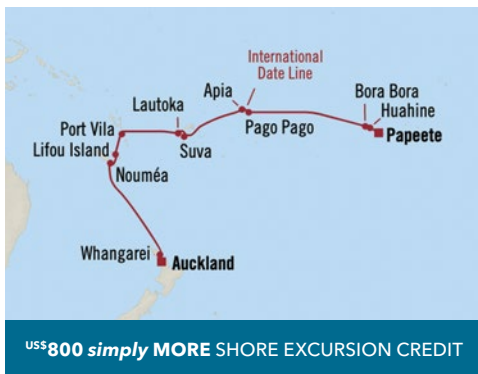 International
Date Line
Apia
Bora Bora
Lautoka
Huahine
Port Vila
Pago Pago
Papeete
Lifou Island
Suva
Nouméa
Whangarei
Auckland
US$800 simply MORE SHORE EXCURSION CREDIT